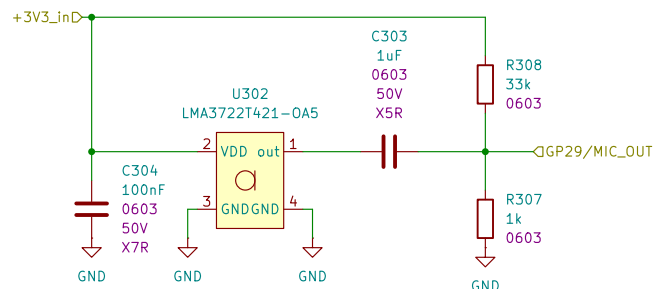 +3V3_in
C303
1uF
0603
50V
X5R
R308
33k
0603
U302
LMA3722T421-OA5
2
VDD
out
1
GP29/MIC_OUT
C304
100nF
0603
50V
X7R
3
GND
GND
4
R307
1k
0603
GND
GND
GND
GND